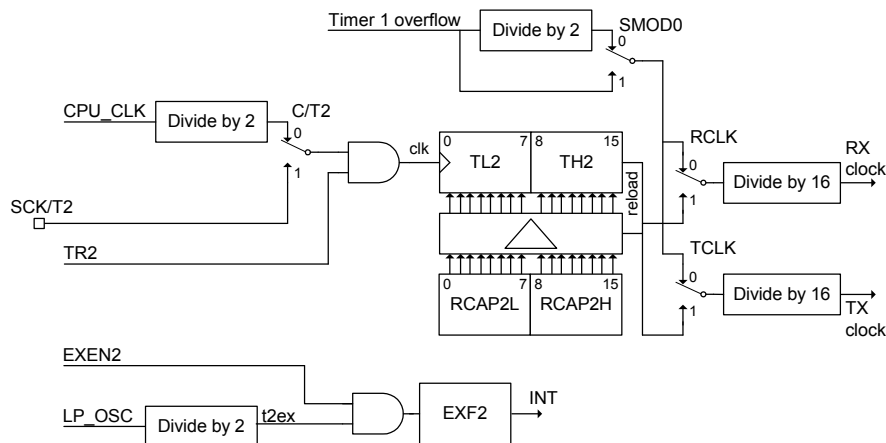 Timer 1 overflow
Divide by 2
SMOD0
0
1
CPU_CLK
Divide by 2
C/T2
0
1
clk
0 7 8 15
TL2 TH2
RCLK
0
1
RX
clock
Divide by 16
SCK/T2
reload
TR2
TCLK
0
1
Divide by 16
TX
clock
0 7 8 15
RCAP2L RCAP2H
EXEN2
LP_OSC
Divide by 2
t2ex
EXF2
INT